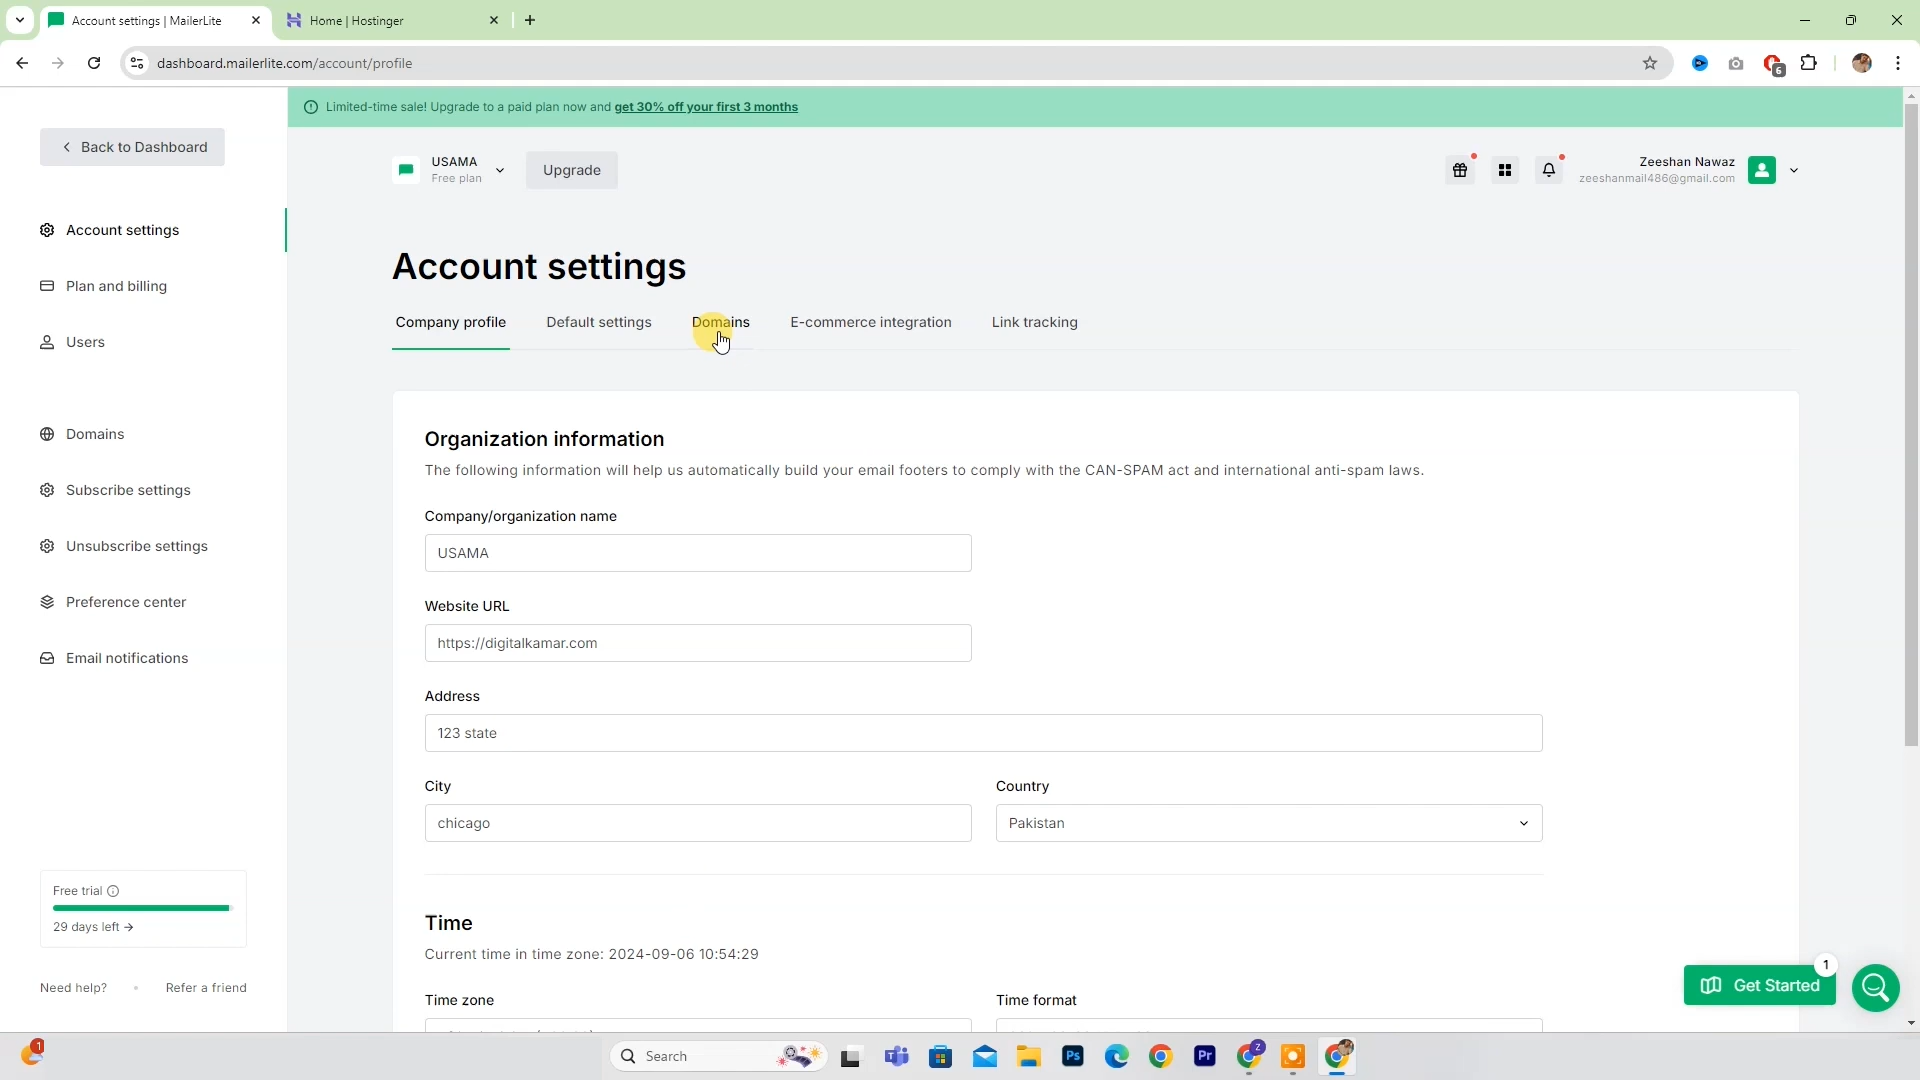 Account settings | MailerLite
Home | Hostinger
dashboard.mailerlite.com/account/profile
6
Limited-time sale! Upgrade to a paid plan now and get 30% off your first 3 months
Back to Dashboard
USAMA
Free plan
Upgrade
Zeeshan Nawaz
zeeshanmail486@gmail.com
Account settings
Plan and billing
Users
Domains
Subscribe settings
Unsubscribe settings
Preference center
Email notifications
Free trial
29 days left →
Need help?
Refer a friend
Account settings
Company profile
Default settings
Domains
E-commerce integration
Link tracking
Organization information
The following information will help us automatically build your email footers to comply with the CAN-SPAM act and international anti-spam laws.
Company/organization name
USAMA
Website URL
https://digitalkamar.com
Address
123 state
City
Country
chicago
Pakistan
Time
Current time in time zone: 2024-09-06 10:54:29
Time zone
Time format
1
Get Started
1
Search
Ps
Pr
Z